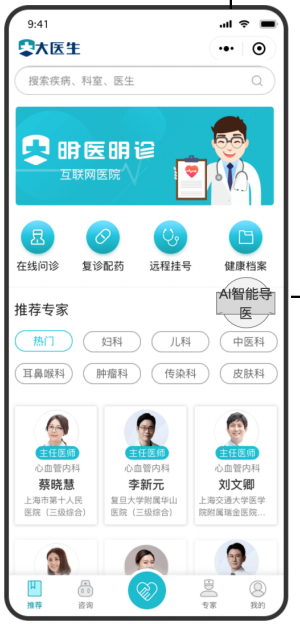 9:41
大医生
搜索疾病、科室、医生
明医明诊
互联网医院
在线问诊 复诊配药 远程挂号 健康档案
AI智能导
医
推荐专家
热门 妇科 儿科 中医科
耳鼻喉科 肿瘤科 传染科 皮肤科
主任医师 主任医师 主任医师
心血管内科 心血管内科 心血管内科
蔡晓慧 李新元 刘文卿
上海市第十人民 复旦大学附属华山 上海交通大学医学
医院（三级综合） 医院（三级综合） 院附属瑞金医院...
推荐 咨询 专家 我的